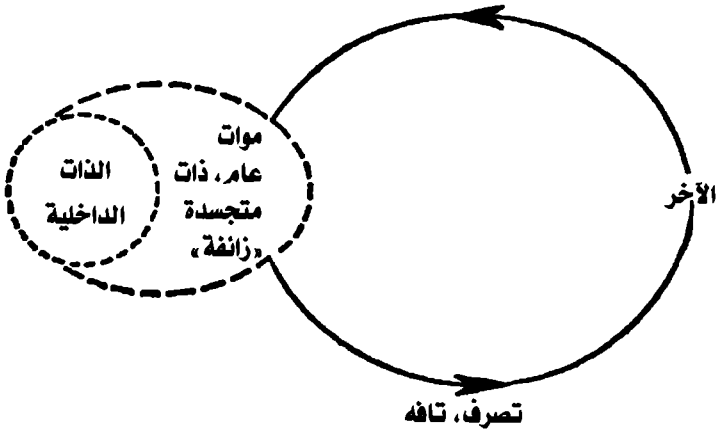 موات
عام، ذات
متجسدة
«زائفة»
الذات
الداخلية
الآخر
تصرف، تافه